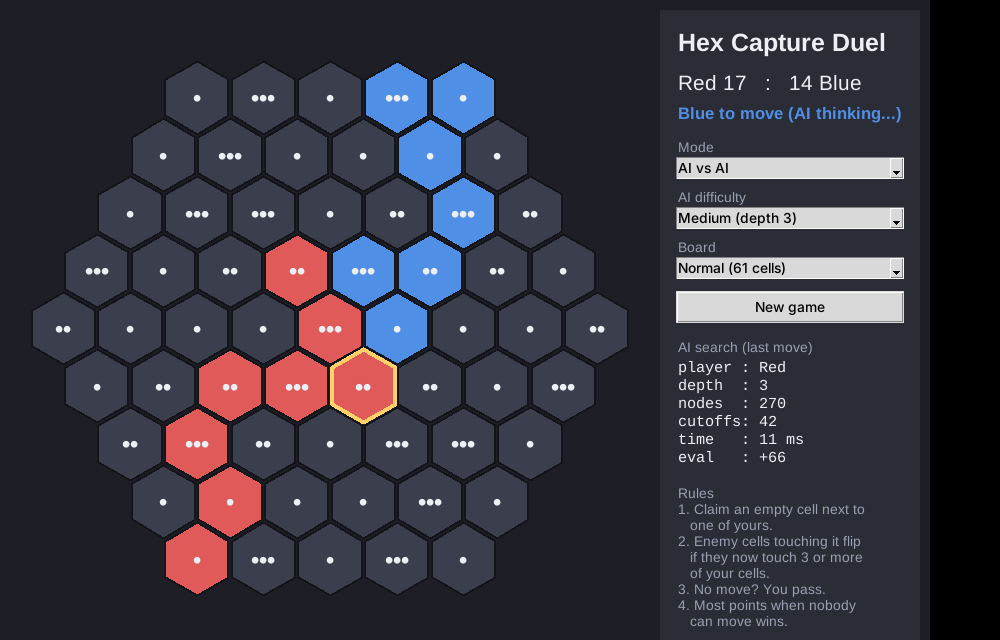 Hex Capture Duel
Red 17 : 14 Blue
Blue to move (AI thinking...)
Mode
AI vs AI
AI difficulty
Medium (depth 3)
Board
Normal (61 cells)
New game
AI search (last move)
player : Red
depth : 3
nodes : 270
cutoffs: 42
time : 11 ms
eval : +66
Rules
1. Claim an empty cell next to
one of yours.
2. Enemy cells touching it flip
if they now touch 3 or more
of your cells.
3. No move? You pass.
4. Most points when nobody
can move wins.